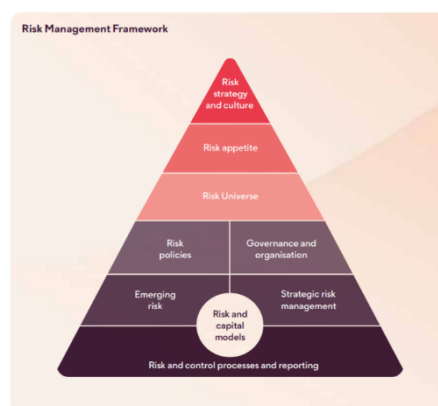 Risk Management Framework
Risk
strategy
and culture
Risk appetite
Risk Universe
Risk
policies
Governance and
organisation
Emerging
risk
Strategic risk
management
Risk and
capital
models
Risk and control processes and reporting